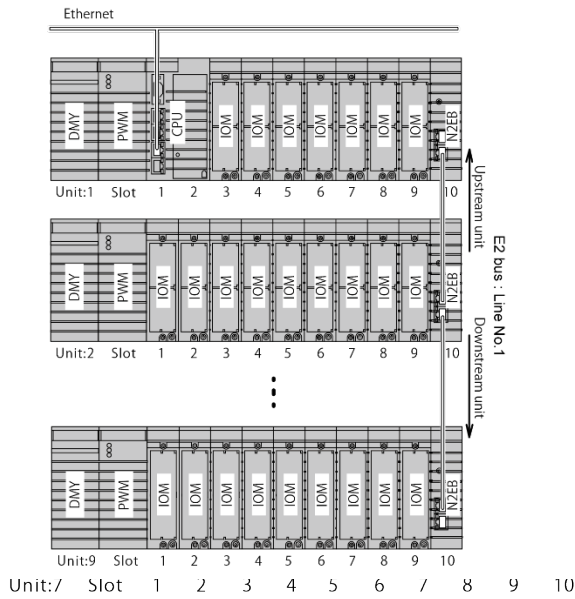 Ethernet
DMY PWM CPU IOM IOM IOM IOM IOM IOM IOM N2EB
Unit:1 Slot 1 2 3 4 5 6 7 8 9 10
Upstream unit
E2 bus : Line No.1
DMY PWM IOM IOM IOM IOM IOM IOM IOM IOM IOM N2EB
Unit:2 Slot 1 2 3 4 5 6 7 8 9 10
Downstream unit
DMY PWM IOM IOM IOM IOM IOM IOM IOM IOM IOM N2EB
Unit:9 Slot 1 2 3 4 5 6 7 8 9 10
Unit:7 Slot 1 2 3 4 5 6 7 8 9 10